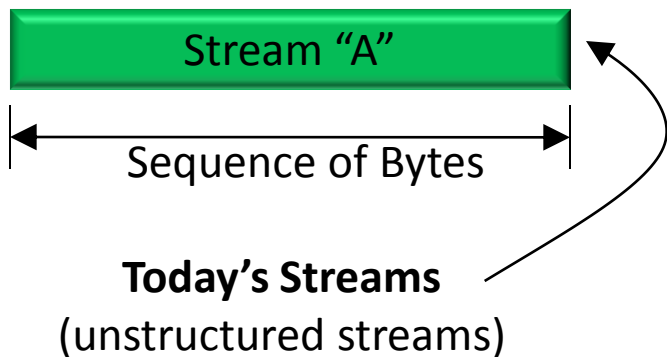 Stream “A”
Sequence of Bytes
Today’s Streams
(unstructured streams)